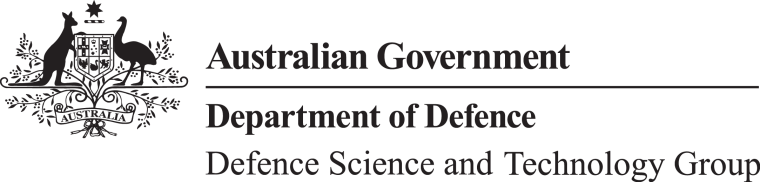 AUSTRALIA
Australian Government
Department of Defence
Defence Science and Technology Group